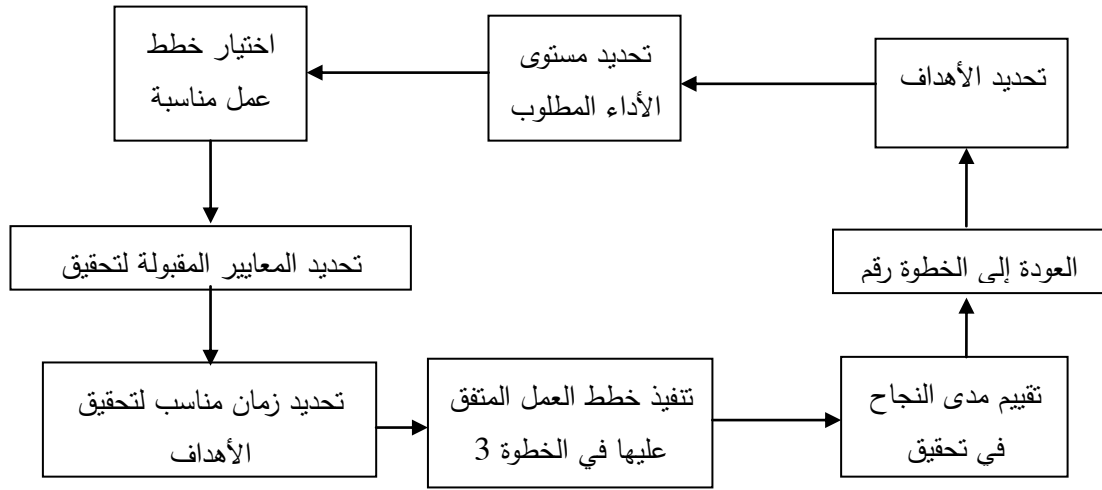 تحديد الأهداف
تحديد مستوى
الأداء المطلوب
اختيار خطط
عمل مناسبة
تحديد المعايير المقبولة لتحقيق
تحديد زمان مناسب لتحقيق
الأهداف
تنفيذ خطط العمل المتفق
عليها في الخطوة 3
تقييم مدى النجاح
في تحقيق
العودة إلى الخطوة رقم